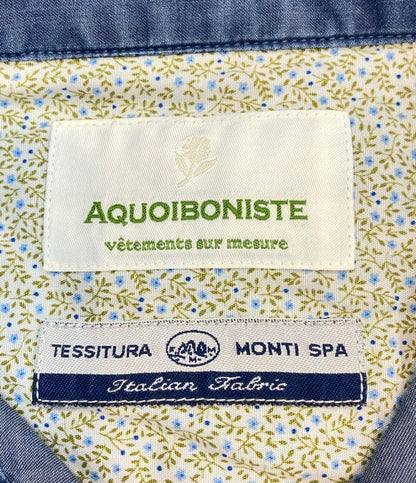 AQUOIBONISTE
vêtements sur mesure
TESSITURA MONTI SPA
Italian Fabric